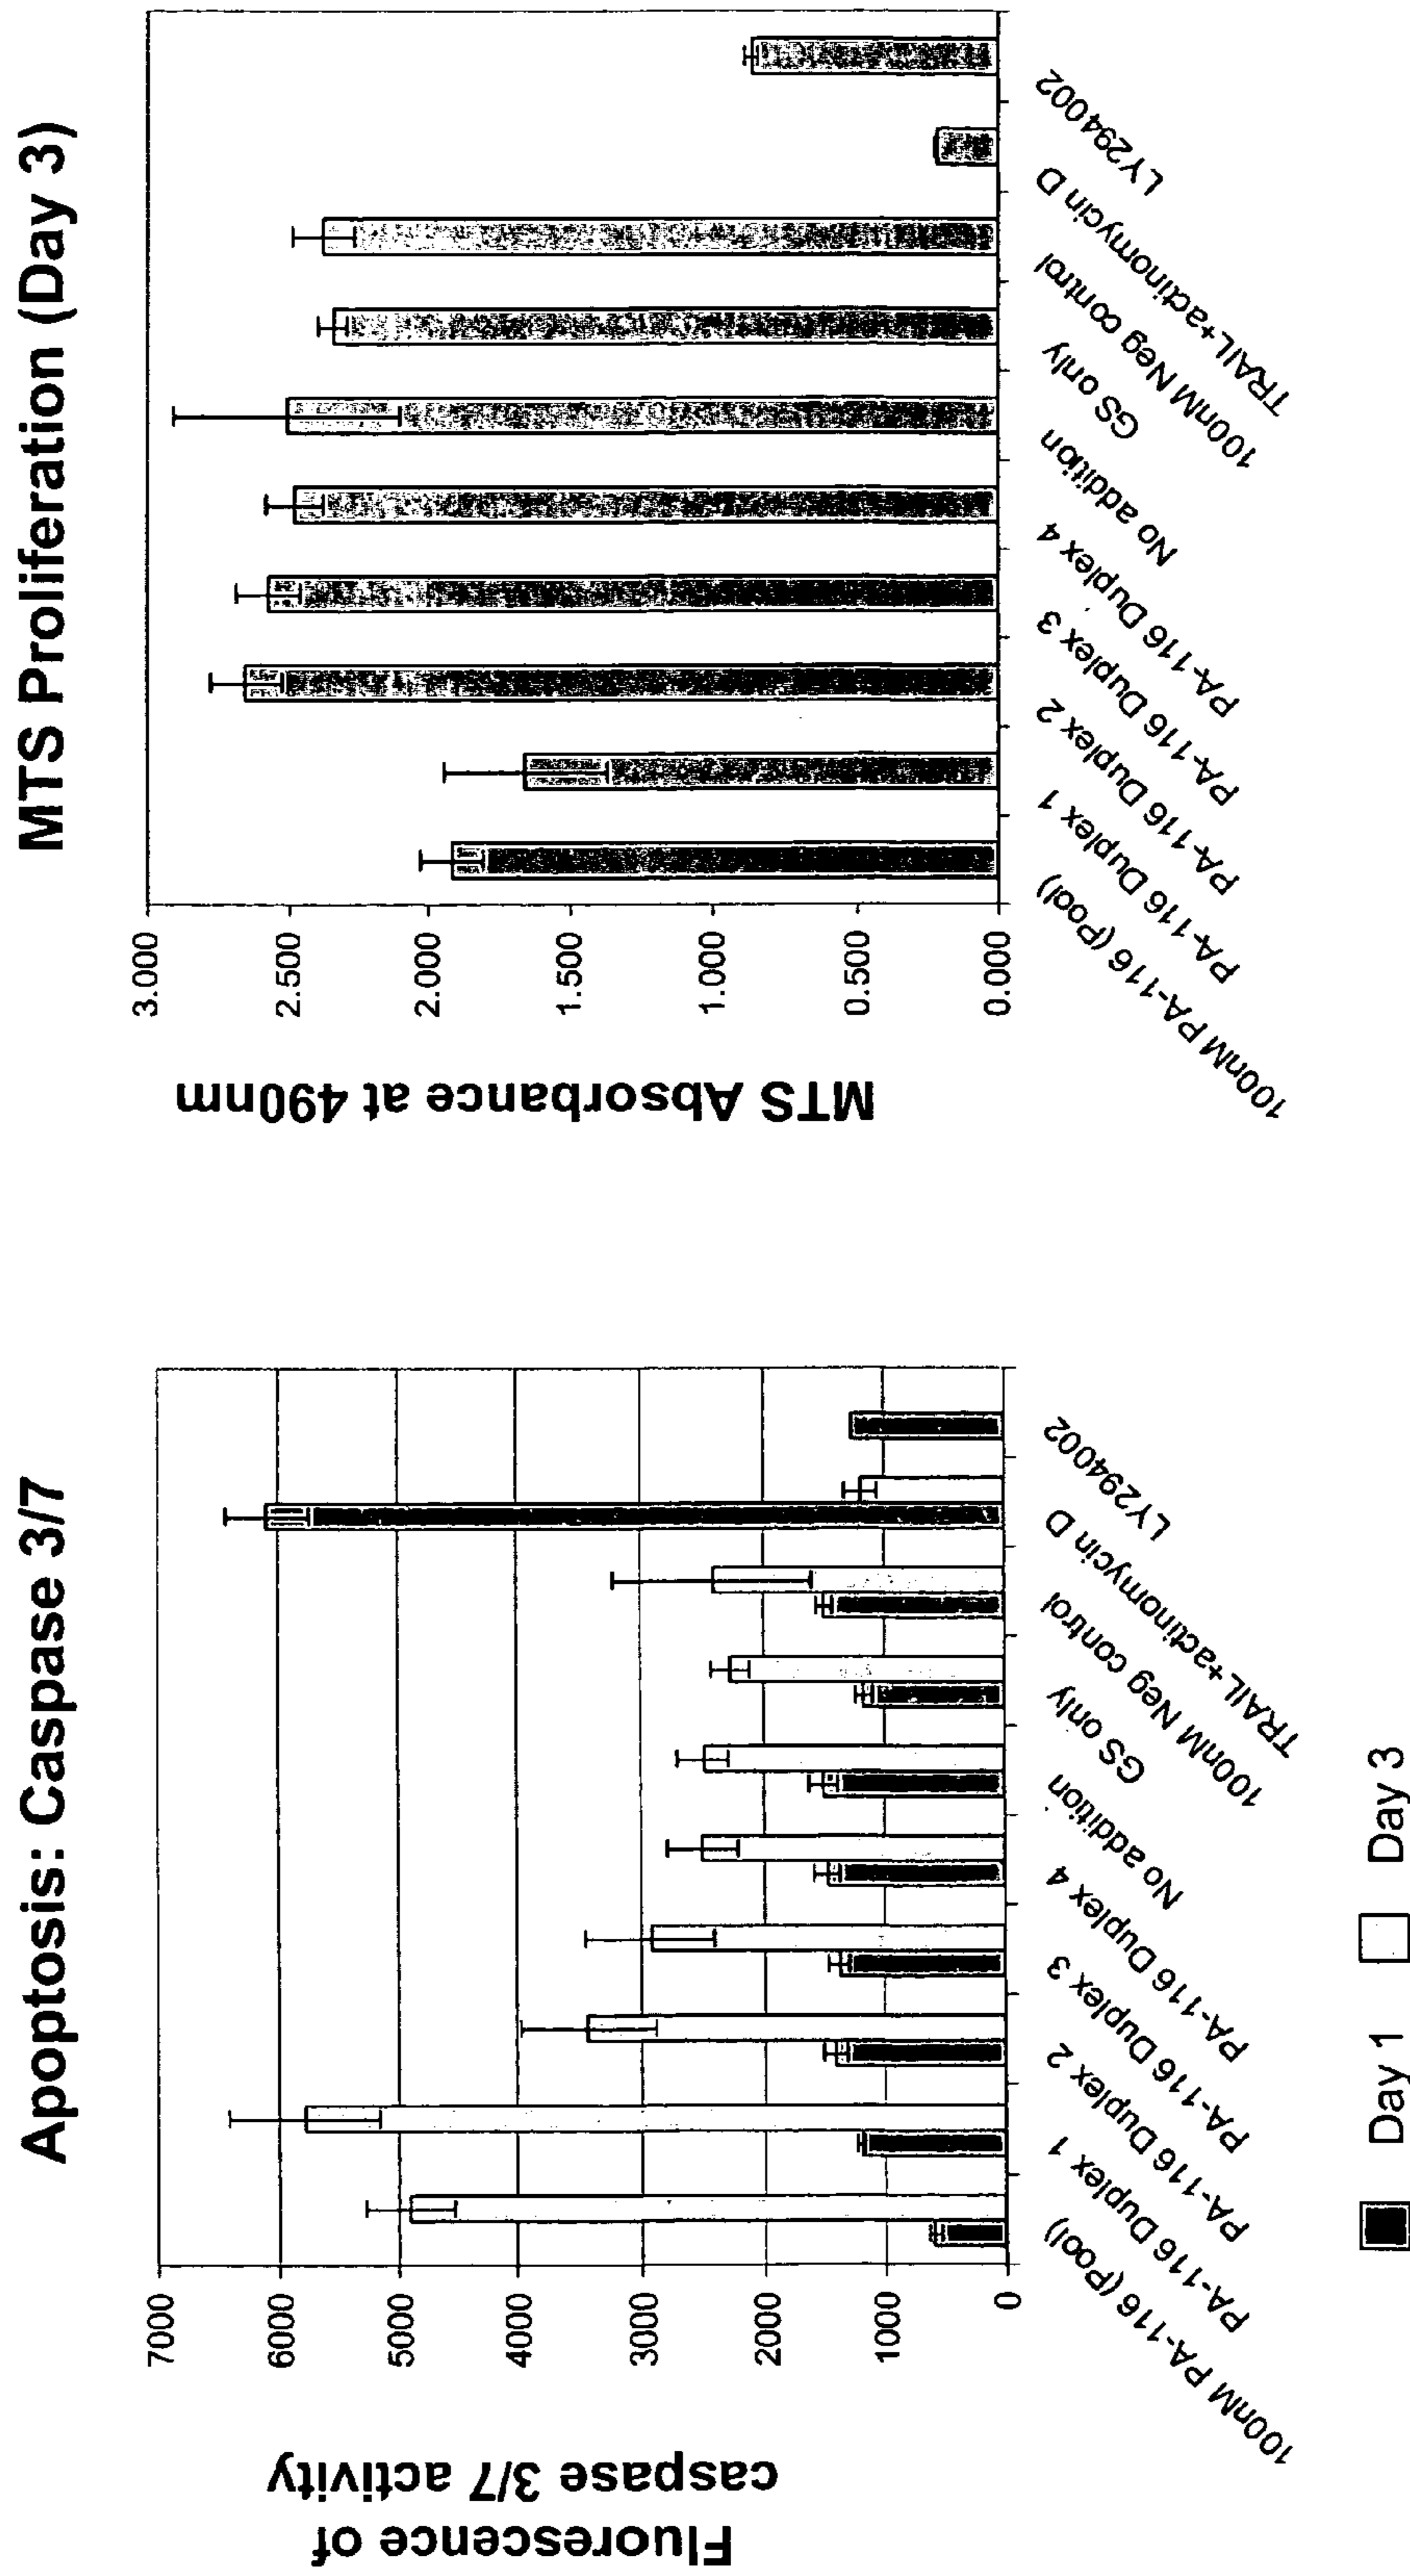 Apoptosis: Caspase 3/7
Fluorescence of
caspase 3/7 activity
7000
6000
5000
4000
3000
2000
1000
0
100nM PA-116 (Pool)
PA-116 Duplex 1
PA-116 Duplex 2
PA-116 Duplex 3
PA-116 Duplex 4
No addition
GS only
100nM Neg control
TRAIL+actinomycin D
LY294002
Day 1
Day 3
MTS Proliferation (Day 3)
MTS Absorbance at 490nm
3.000
2.500
2.000
1.500
1.000
0.500
0.000
100nM PA-116 (Pool)
PA-116 Duplex 1
PA-116 Duplex 2
PA-116 Duplex 3
PA-116 Duplex 4
No addition
GS only
100nM Neg control
TRAIL+actinomycin D
LY294002